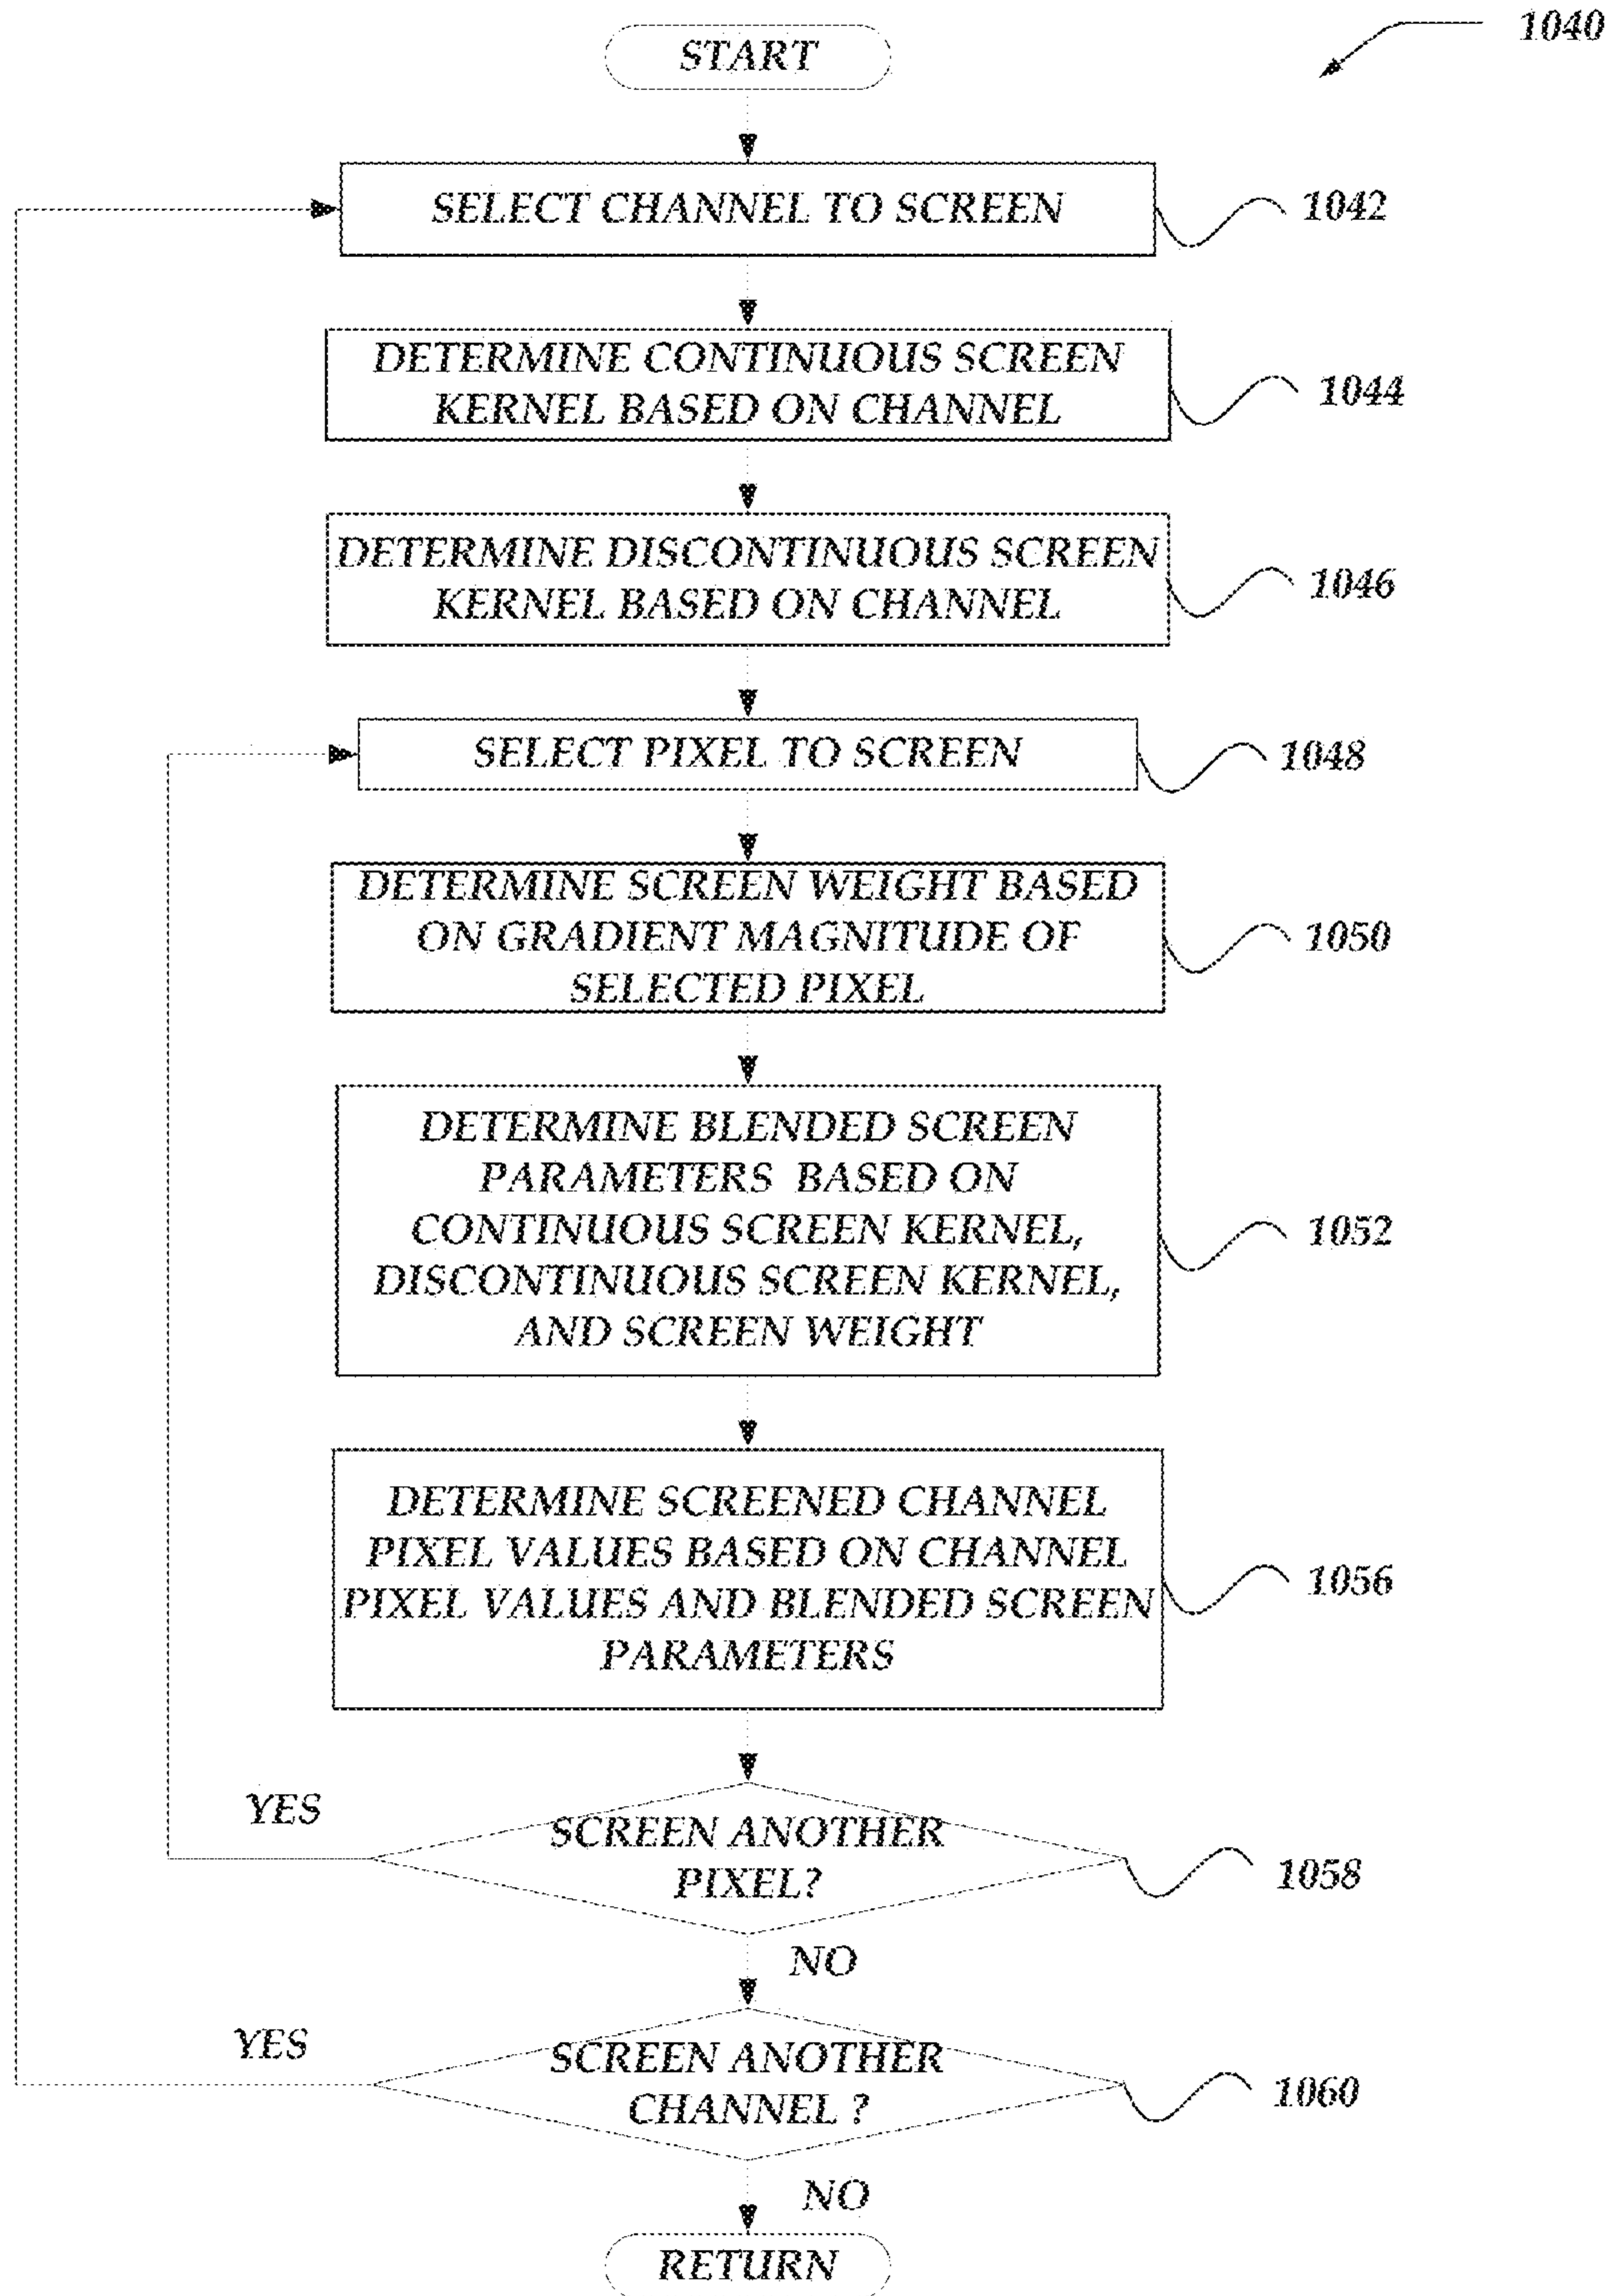 1040
START
SELECT CHANNEL TO SCREEN
1042
DETERMINE CONTINUOUS SCREEN
KERNEL BASED ON CHANNEL
1044
DETERMINE DISCONTINUOUS SCREEN
KERNEL BASED ON CHANNEL
1046
SELECT PIXEL TO SCREEN
1048
DETERMINE SCREEN WEIGHT BASED
ON GRADIENT MAGNITUDE OF
SELECTED PIXEL
1050
DETERMINE BLENDED SCREEN
PARAMETERS BASED ON
CONTINUOUS SCREEN KERNEL,
DISCONTINUOUS SCREEN KERNEL,
AND SCREEN WEIGHT
1052
DETERMINE SCREENED CHANNEL
PIXEL VALUES BASED ON CHANNEL
PIXEL VALUES AND BLENDED SCREEN
PARAMETERS
1056
YES
SCREEN ANOTHER
PIXEL?
1058
NO
YES
SCREEN ANOTHER
CHANNEL ?
1060
NO
RETURN